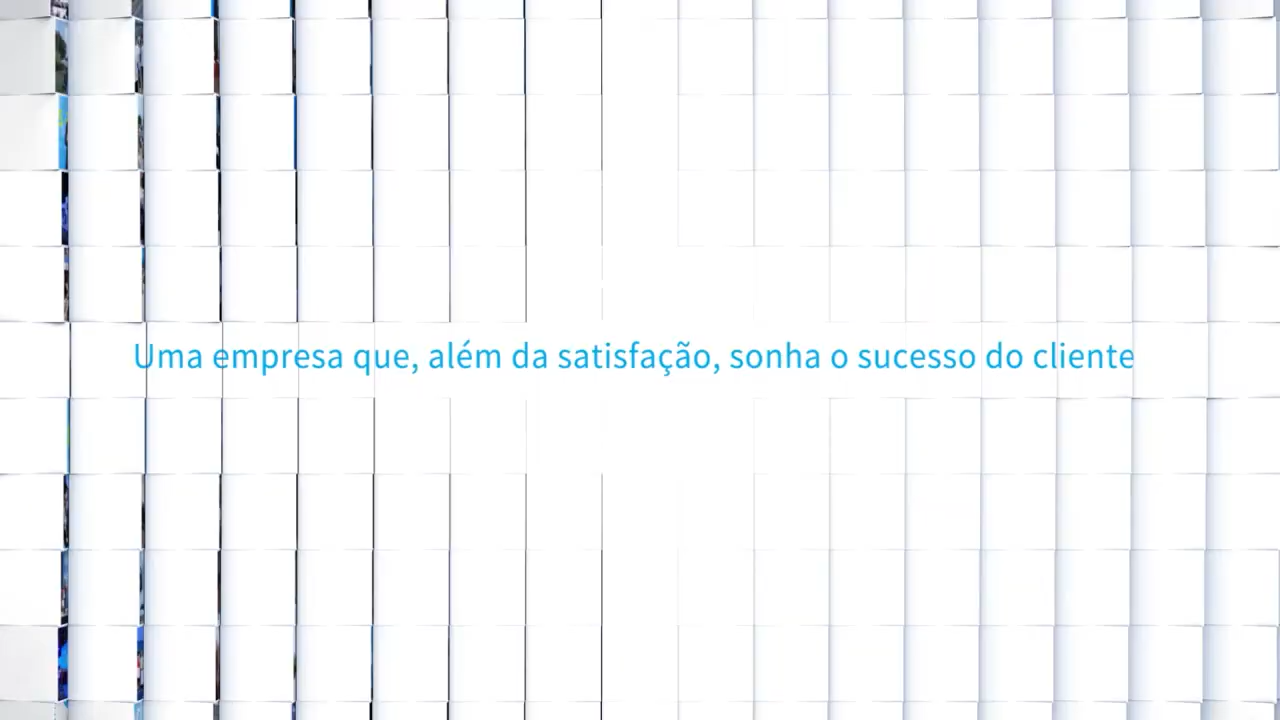 Uma empresa que, além da satisfação, sonha o sucesso do cliente